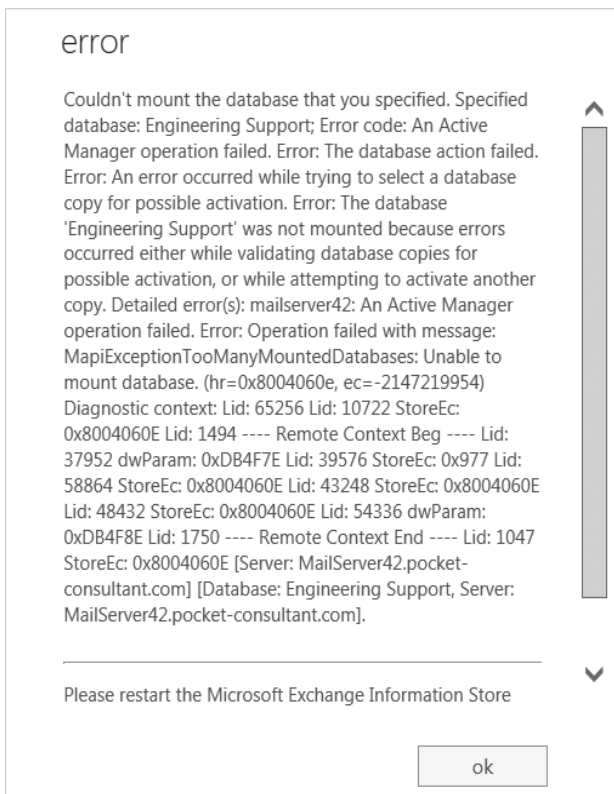 error
Couldn't mount the database that you specified. Specified
database: Engineering Support; Error code: An Active
Manager operation failed. Error: The database action failed.
Error: An error occurred while trying to select a database
copy for possible activation. Error: The database
'Engineering Support' was not mounted because errors
occurred either while validating database copies for
possible activation, or while attempting to activate another
copy. Detailed error(s): mailserver42: An Active Manager
operation failed. Error: Operation failed with message:
MapiExceptionTooManyMountedDatabases: Unable to
mount database. (hr=0x8004060e, ec=-2147219954)
Diagnostic context: Lid: 65256 Lid: 10722 StoreEc:
0x8004060E Lid: 1494 ---- Remote Context Beg ---- Lid:
37952 dwParam: 0xDB4F7E Lid: 39576 StoreEc: 0x977 Lid:
58864 StoreEc: 0x8004060E Lid: 43248 StoreEc: 0x8004060E
Lid: 48432 StoreEc: 0x8004060E Lid: 54336 dwParam:
0xDB4F8E Lid: 1750 ---- Remote Context End ---- Lid: 1047
StoreEc: 0x8004060E [Server: MailServer42.pocket-
consultant.com] [Database: Engineering Support, Server:
MailServer42.pocket-consultant.com].
Please restart the Microsoft Exchange Information Store
ok